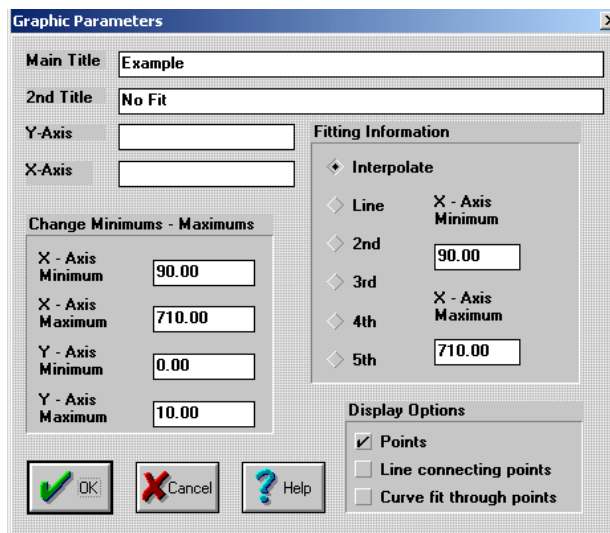 Graphic Parameters
Main Title Example
2nd Title No Fit
Y-Axis
X-Axis
Change Minimums - Maximums
X - Axis
Minimum 90.00
X - Axis
Maximum 710.00
Y - Axis
Minimum 0.00
Y - Axis
Maximum 10.00
Fitting Information
Interpolate
Line
2nd
3rd
4th
5th
X - Axis
Minimum
90.00
X - Axis
Maximum
710.00
Display Options
Points
Line connecting points
Curve fit through points
OK Cancel Help